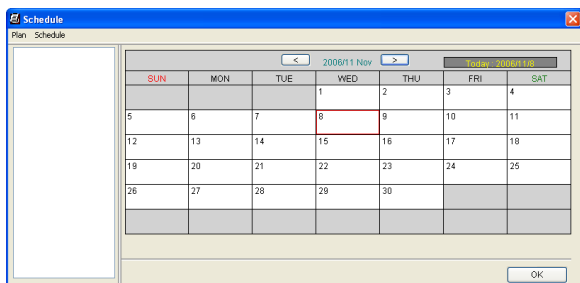 Schedule
Plan Schedule
< 2006/11 Nov > Today : 2006/11/8
SUN MON TUE WED THU FRI SAT
1 2 3 4
5 6 7 8 9 10 11
12 13 14 15 16 17 18
19 20 21 22 23 24 25
26 27 28 29 30
OK